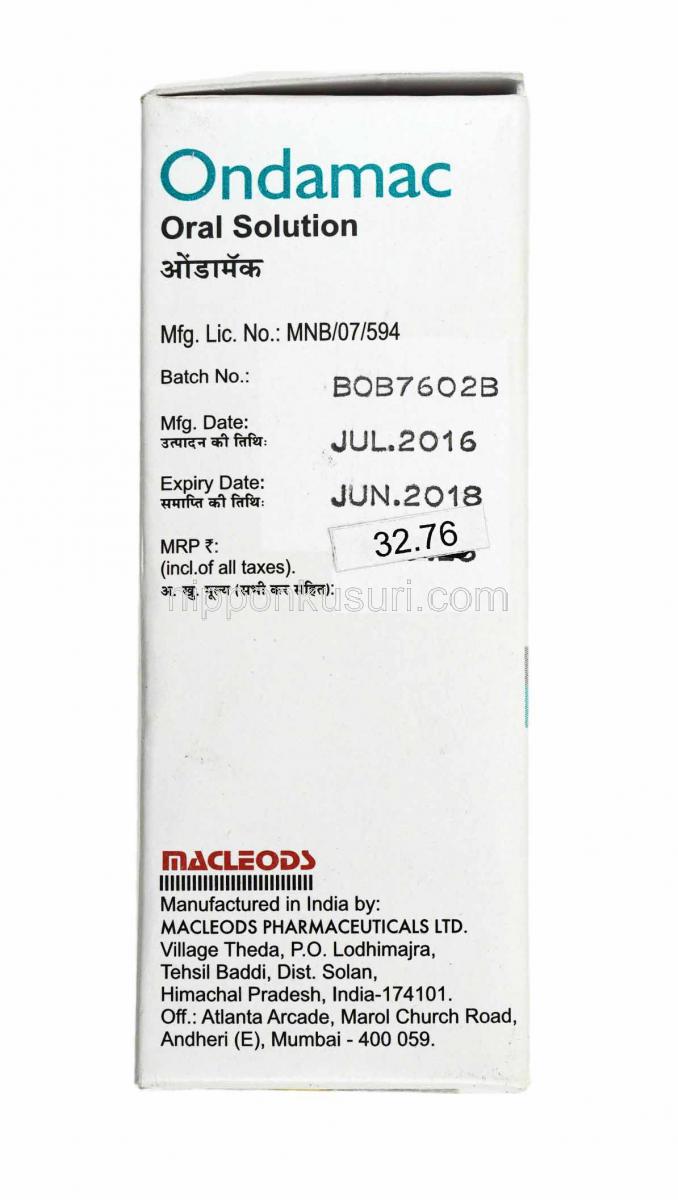 Ondamac
Oral Solution
ओंडामॅक
Mfg. Lic. No.: MNB/07/594
Batch No.: BOB7602B
Mfg. Date: JUL.2016
उत्पादन की तिथि:
Expiry Date: JUN.2018
समाप्ति की तिथि:
32.76
MRP ₹:
(incl.of all taxes).
अ. खु. मूल्य (सभी कर सहित):
nipponkusuri.com
MACLEODS
Manufactured in India by:
MACLEODS PHARMACEUTICALS LTD.
Village Theda, P.O. Lodhimajra,
Tehsil Baddi, Dist. Solan,
Himachal Pradesh, India-174101.
Off.: Atlanta Arcade, Marol Church Road,
Andheri (E), Mumbai - 400 059.